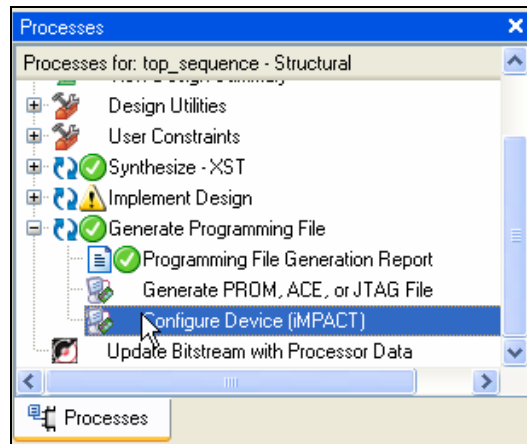 Processes
Processes for: top_sequence - Structural
Design Utilities
User Constraints
Synthesize - XST
Implement Design
Generate Programming File
Programming File Generation Report
Generate PROM, ACE, or JTAG File
Configure Device (iMPACT)
Update Bitstream with Processor Data
Processes